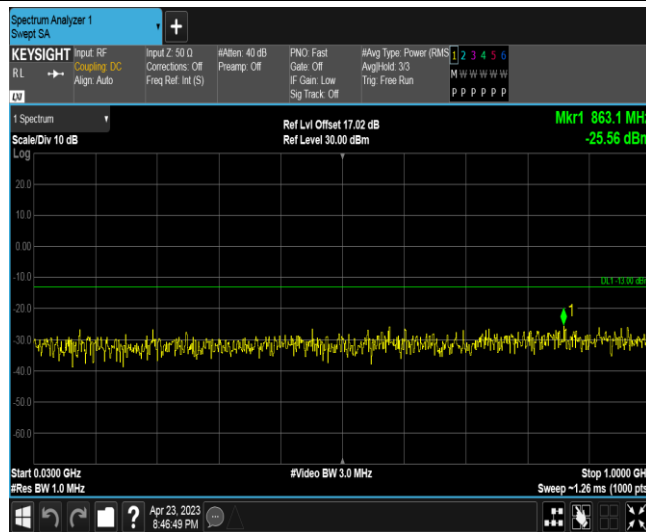 Spectrum Analyzer 1
Swept SA
+
KEYSIGHT
RL
LXI
Input: RF
Coupling: DC
Align: Auto
Input Z: 50 Ω
Corrections: Off
Freq Ref: Int (S)
#Atten: 40 dB
Preamp: Off
PNO: Fast
Gate: Off
IF Gain: Low
Sig Track: Off
#Avg Type: Power (RMS
Avg|Hold: 3/3
Trig: Free Run
1 2 3 4 5 6
M W W W W W
P P P P P P
1 Spectrum
Scale/Div 10 dB
Ref Lvl Offset 17.02 dB
Ref Level 30.00 dBm
Mkr1 863.1 MHz
-25.56 dBm
Log
20.0
10.0
0.00
-10.0
DL1 -13.00 dBm
1
-20.0
-30.0
-40.0
-50.0
-60.0
Start 0.0300 GHz
#Video BW 3.0 MHz
Stop 1.0000 GHz
#Res BW 1.0 MHz
Sweep ~1.26 ms (1000 pts)
?
Apr 23, 2023
8:46:49 PM